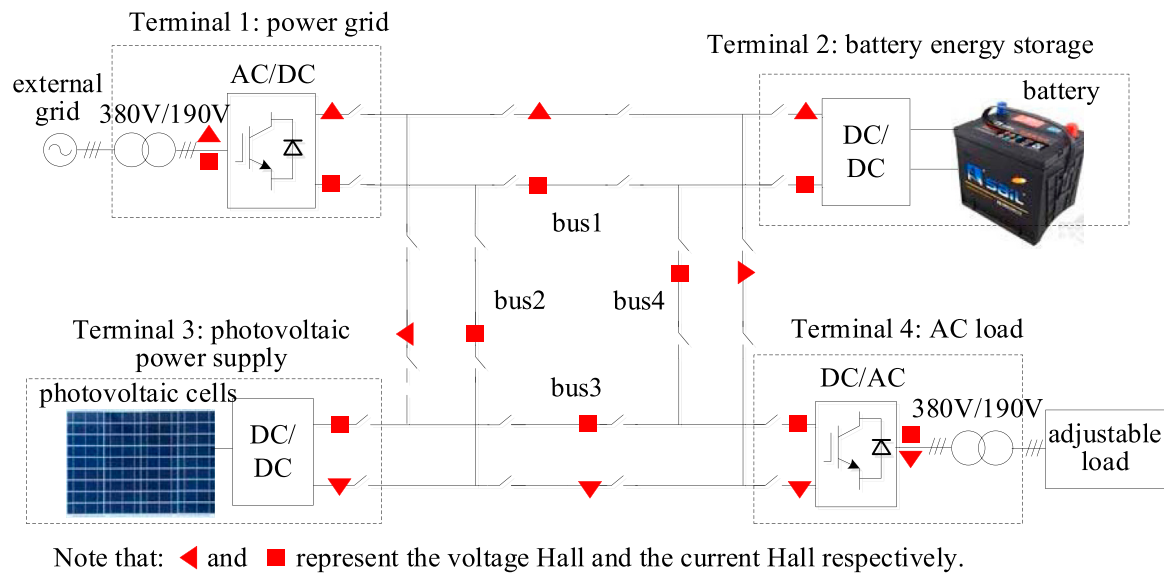 Terminal 1: power grid
Terminal 2: battery energy storage
external
grid
380V/190V
AC/DC
DC/
DC
battery
sail
bus1
bus2
bus4
Terminal 3: photovoltaic
power supply
photovoltaic cells
DC/
DC
bus3
Terminal 4: AC load
DC/AC
380V/190V
adjustable
load
Note that: and represent the voltage Hall and the current Hall respectively.